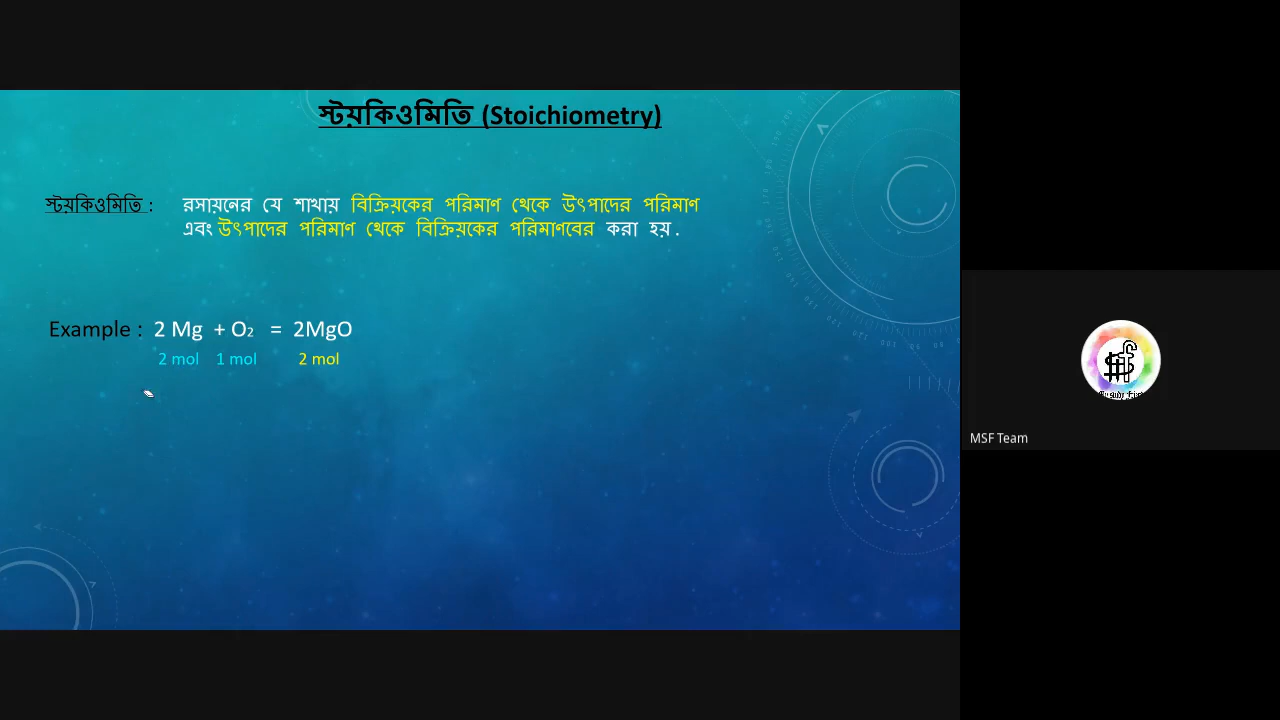 স্টয়কিওমিতি (Stoichiometry)
স্টয়কিওমিতি : রসায়নের যে শাখায় বিক্রিয়কের পরিমাণ থেকে উৎপাদের পরিমাণ
এবং উৎপাদের পরিমাণ থেকে বিক্রিয়কের পরিমাণবের করা হয় .
Example : 2 Mg + O₂ = 2MgO
2 mol 1 mol 2 mol
MSF Team